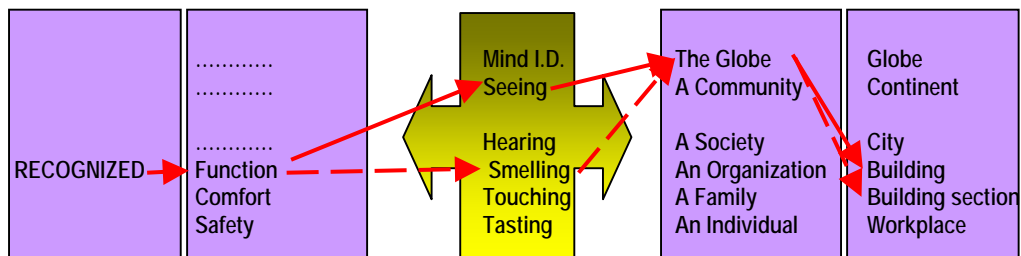 RECOGNIZED
............
............
............
Function
Comfort
Safety
Mind I.D.
Seeing
Hearing
Smelling
Touching
Tasting
The Globe
A Community
A Society
An Organization
A Family
An Individual
Globe
Continent
City
Building
Building section
Workplace